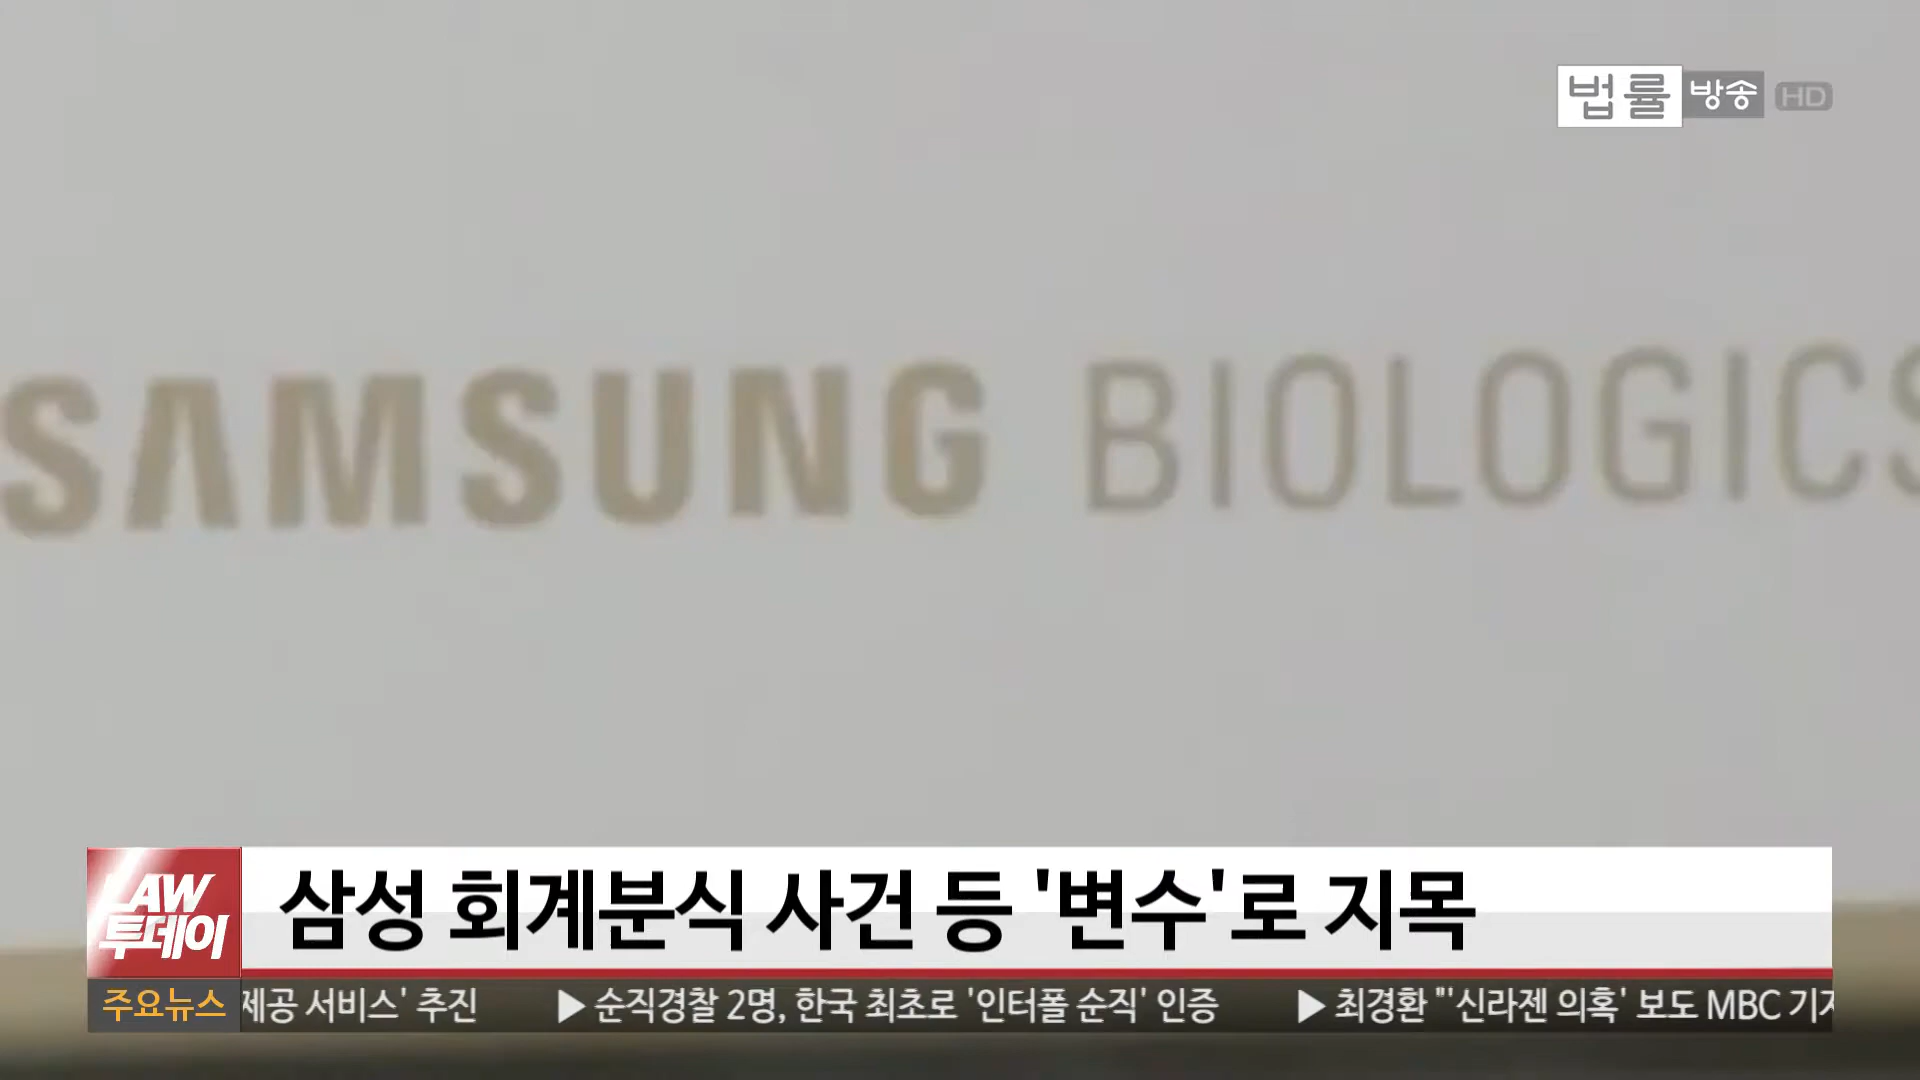 법률방송 HD
SAMSUNG BIOLOGICS
LAW
투데이
삼성 회계분식 사건 등 '변수'로 지목
주요뉴스
제공 서비스' 추진 ▶ 순직경찰 2명, 한국 최초로 '인터폴 순직' 인증 ▶ 최경환 "'신라젠 의혹' 보도 MBC 기자